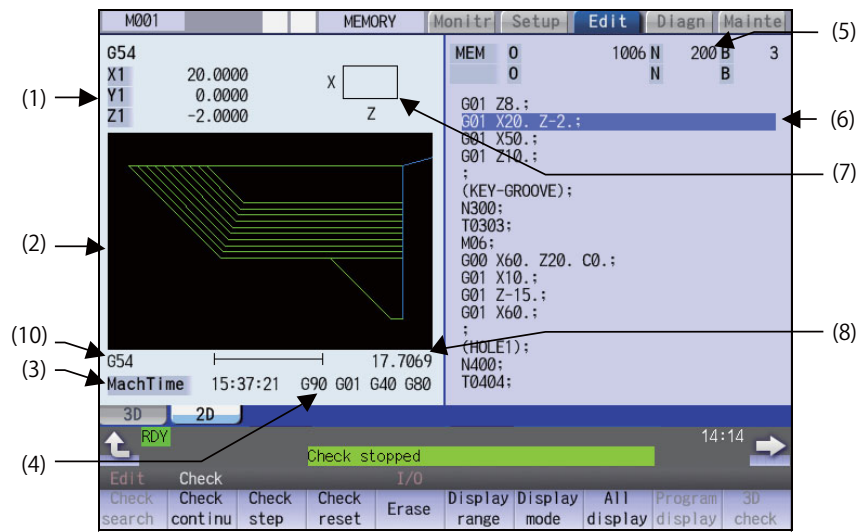 M001 MEMORY Monitr Setup Edit Diagn Mainte
(5)
G54
X1 20.0000
Y1 0.0000
Z1 -2.0000
X
Z
(1)
MEM O 1006 N 200 B 3
O N B
G01 Z8.;
G01 X20. Z-2.;
G01 X50.;
G01 Z10.;
;
(KEY-GROOVE);
N300;
T0303;
M06;
G00 X60. Z20. C0.;
G01 X10.;
G01 Z-15.;
G01 X60.;
;
(HOLE1);
N400;
T0404;
(6)
(7)
(2)
(8)
(10)
G54 17.7069
(3)
MachTime 15:37:21 G90 G01 G40 G80
(4)
3D 2D
RDY 14:14
Check stopped
Edit Check I/O
Check search
Check continu
Check step
Check reset
Erase
Display range
Display mode
All display
Program display
3D check